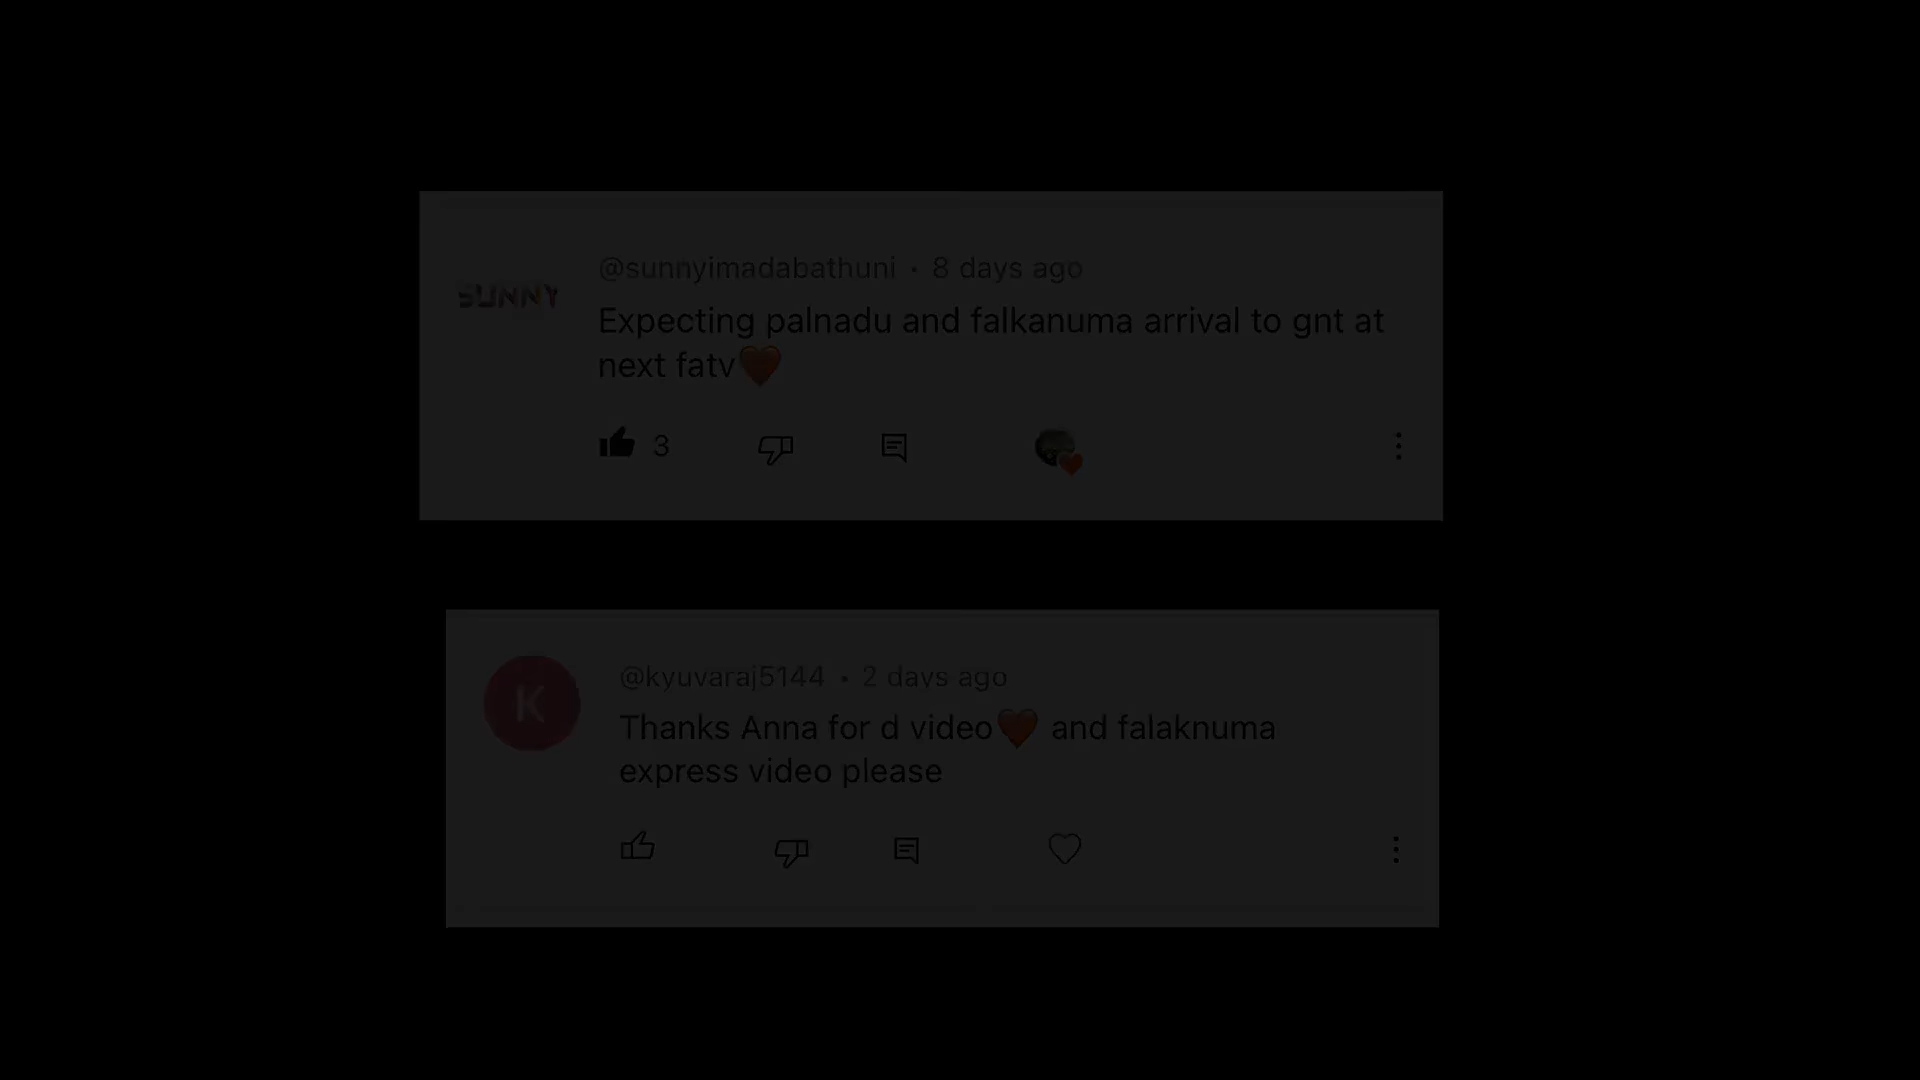 @sunnyimadabathuni • 8 days ago
SUNNY
Expecting palnadu and falkanuma arrival to gnt at
next fatv❤️
3
@kyuvaraj5144 • 2 days ago
K
Thanks Anna for d video❤️ and falaknuma
express video please